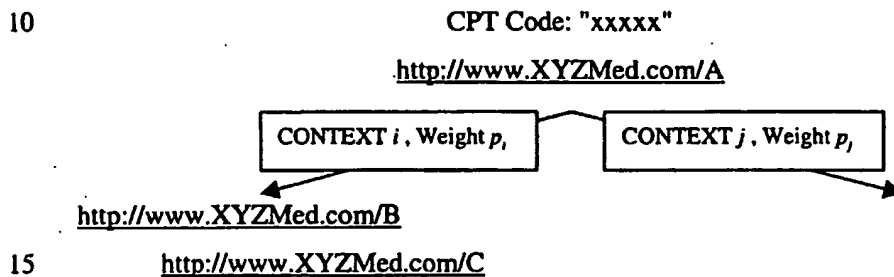 10 CPT Code: "xxxxx"
http://www.XYZMed.com/A
CONTEXT i , Weight pᵢ CONTEXT j , Weight pⱼ
http://www.XYZMed.com/B
15 http://www.XYZMed.com/C